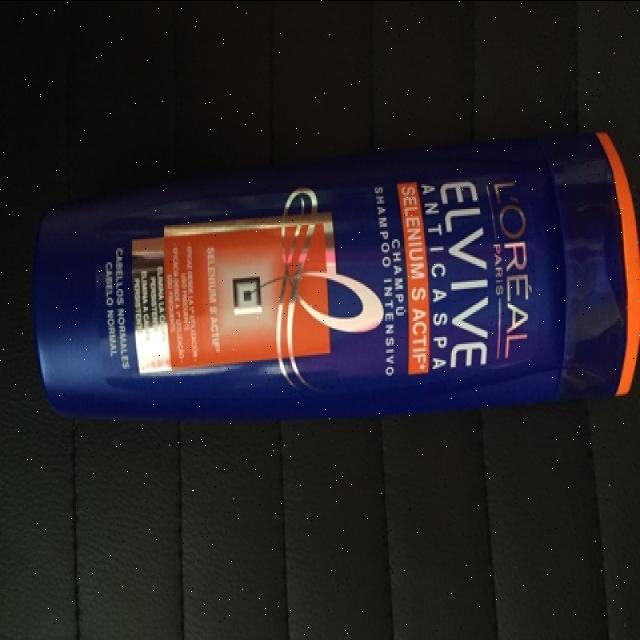 L'ORÉAL
PARIS
ELVIVE
ANTICASPA
SELENIUM S ACTIF*
CHAMPÚ
SHAMPOO INTENSIVO
SELENIUM S ACTIF*
CABELLOS NORMALES
CABELO NORMAL